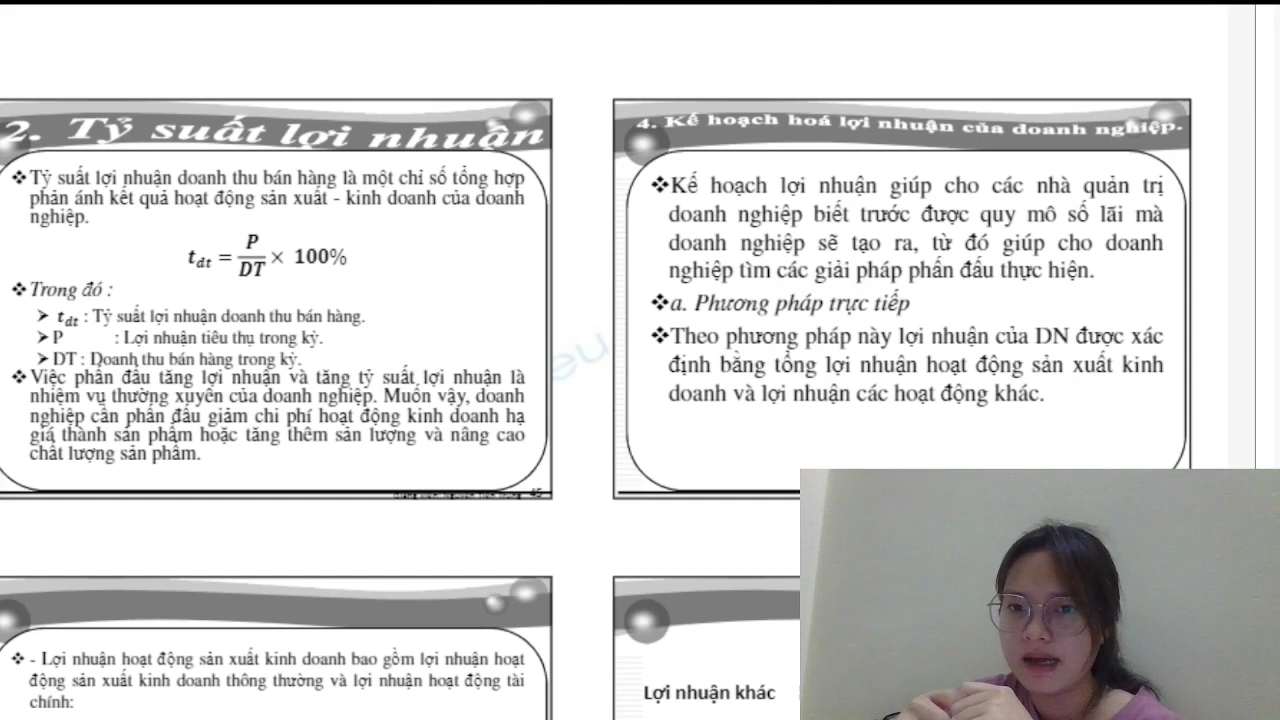 2. Tỷ suất lợi nhuận
❖Tỷ suất lợi nhuận doanh thu bán hàng là một chỉ số tổng hợp
phản ánh kết quả hoạt động sản xuất - kinh doanh của doanh
nghiệp.
t_dt = P/DT × 100%
❖Trong đó :
➤ t_dt : Tỷ suất lợi nhuận doanh thu bán hàng.
➤ P : Lợi nhuận tiêu thụ trong kỳ.
➤ DT : Doanh thu bán hàng trong kỳ.
❖Việc phấn đấu tăng lợi nhuận và tăng tỷ suất lợi nhuận là
nhiệm vụ thường xuyên của doanh nghiệp. Muốn vậy, doanh
nghiệp cần phấn đấu giảm chi phí hoạt động kinh doanh hạ
giá thành sản phẩm hoặc tăng thêm sản lượng và nâng cao
chất lượng sản phẩm.
45
4. Kế hoạch hoá lợi nhuận của doanh nghiệp.
❖Kế hoạch lợi nhuận giúp cho các nhà quản trị
doanh nghiệp biết trước được quy mô số lãi mà
doanh nghiệp sẽ tạo ra, từ đó giúp cho doanh
nghiệp tìm các giải pháp phấn đấu thực hiện.
❖a. Phương pháp trực tiếp
❖Theo phương pháp này lợi nhuận của DN được xác
định bằng tổng lợi nhuận hoạt động sản xuất kinh
doanh và lợi nhuận các hoạt động khác.
eu
❖ - Lợi nhuận hoạt động sản xuất kinh doanh bao gồm lợi nhuận hoạt
động sản xuất kinh doanh thông thường và lợi nhuận hoạt động tài
chính:
Lợi nhuận khác